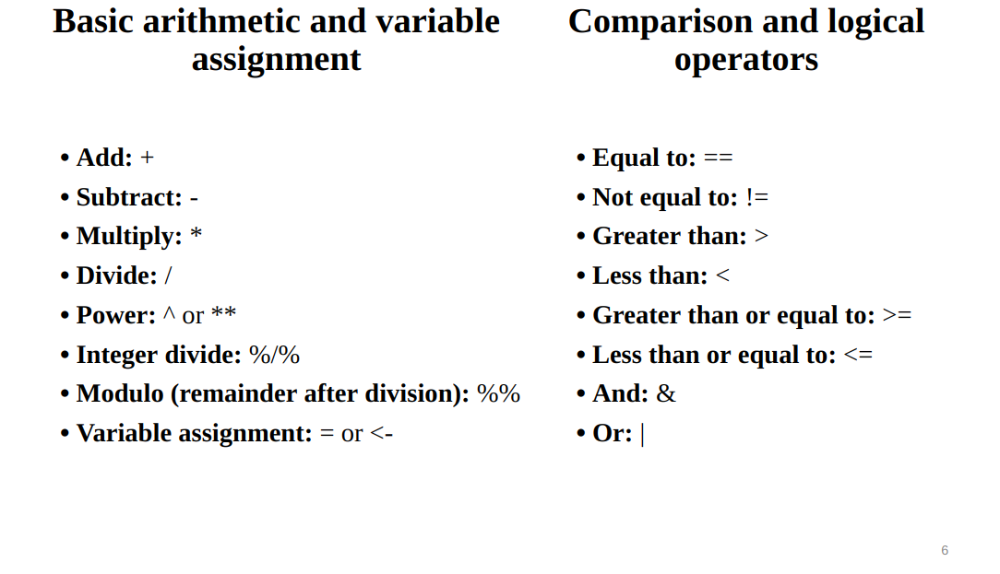 Basic arithmetic and variable
assignment
• Add: +
• Subtract: -
• Multiply: *
• Divide: /
• Power: ^ or **
• Integer divide: %/%
• Modulo (remainder after division): %%
• Variable assignment: = or <-
Comparison and logical
operators
• Equal to: ==
• Not equal to: !=
• Greater than: >
• Less than: <
• Greater than or equal to: >=
• Less than or equal to: <=
• And: &
• Or: |
6